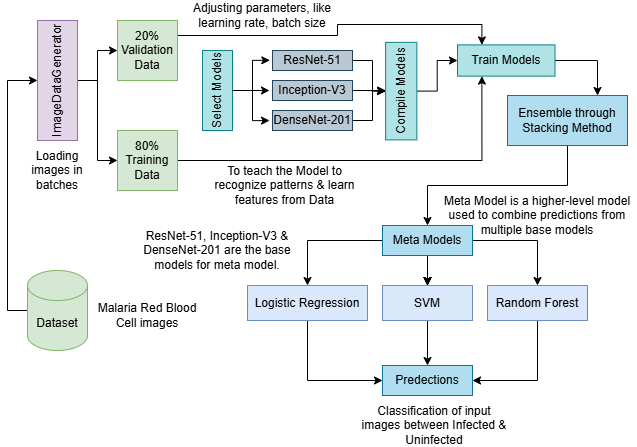 Adjusting parameters, like
learning rate, batch size
ImageDataGenerator
20%
Validation
Data
Select Models
ResNet-51
Inception-V3
DenseNet-201
Compile Models
Train Models
Ensemble through
Stacking Method
Loading
images in
batches
80%
Training
Data
To teach the Model to
recognize patterns & learn
features from Data
Meta Model is a higher-level model
used to combine predictions from
multiple base models
ResNet-51, Inception-V3 &
DenseNet-201 are the base
models for meta model.
Meta Models
Logistic Regression
SVM
Random Forest
Dataset
Malaria Red Blood
Cell images
Predections
Classification of input
images between Infected &
Uninfected